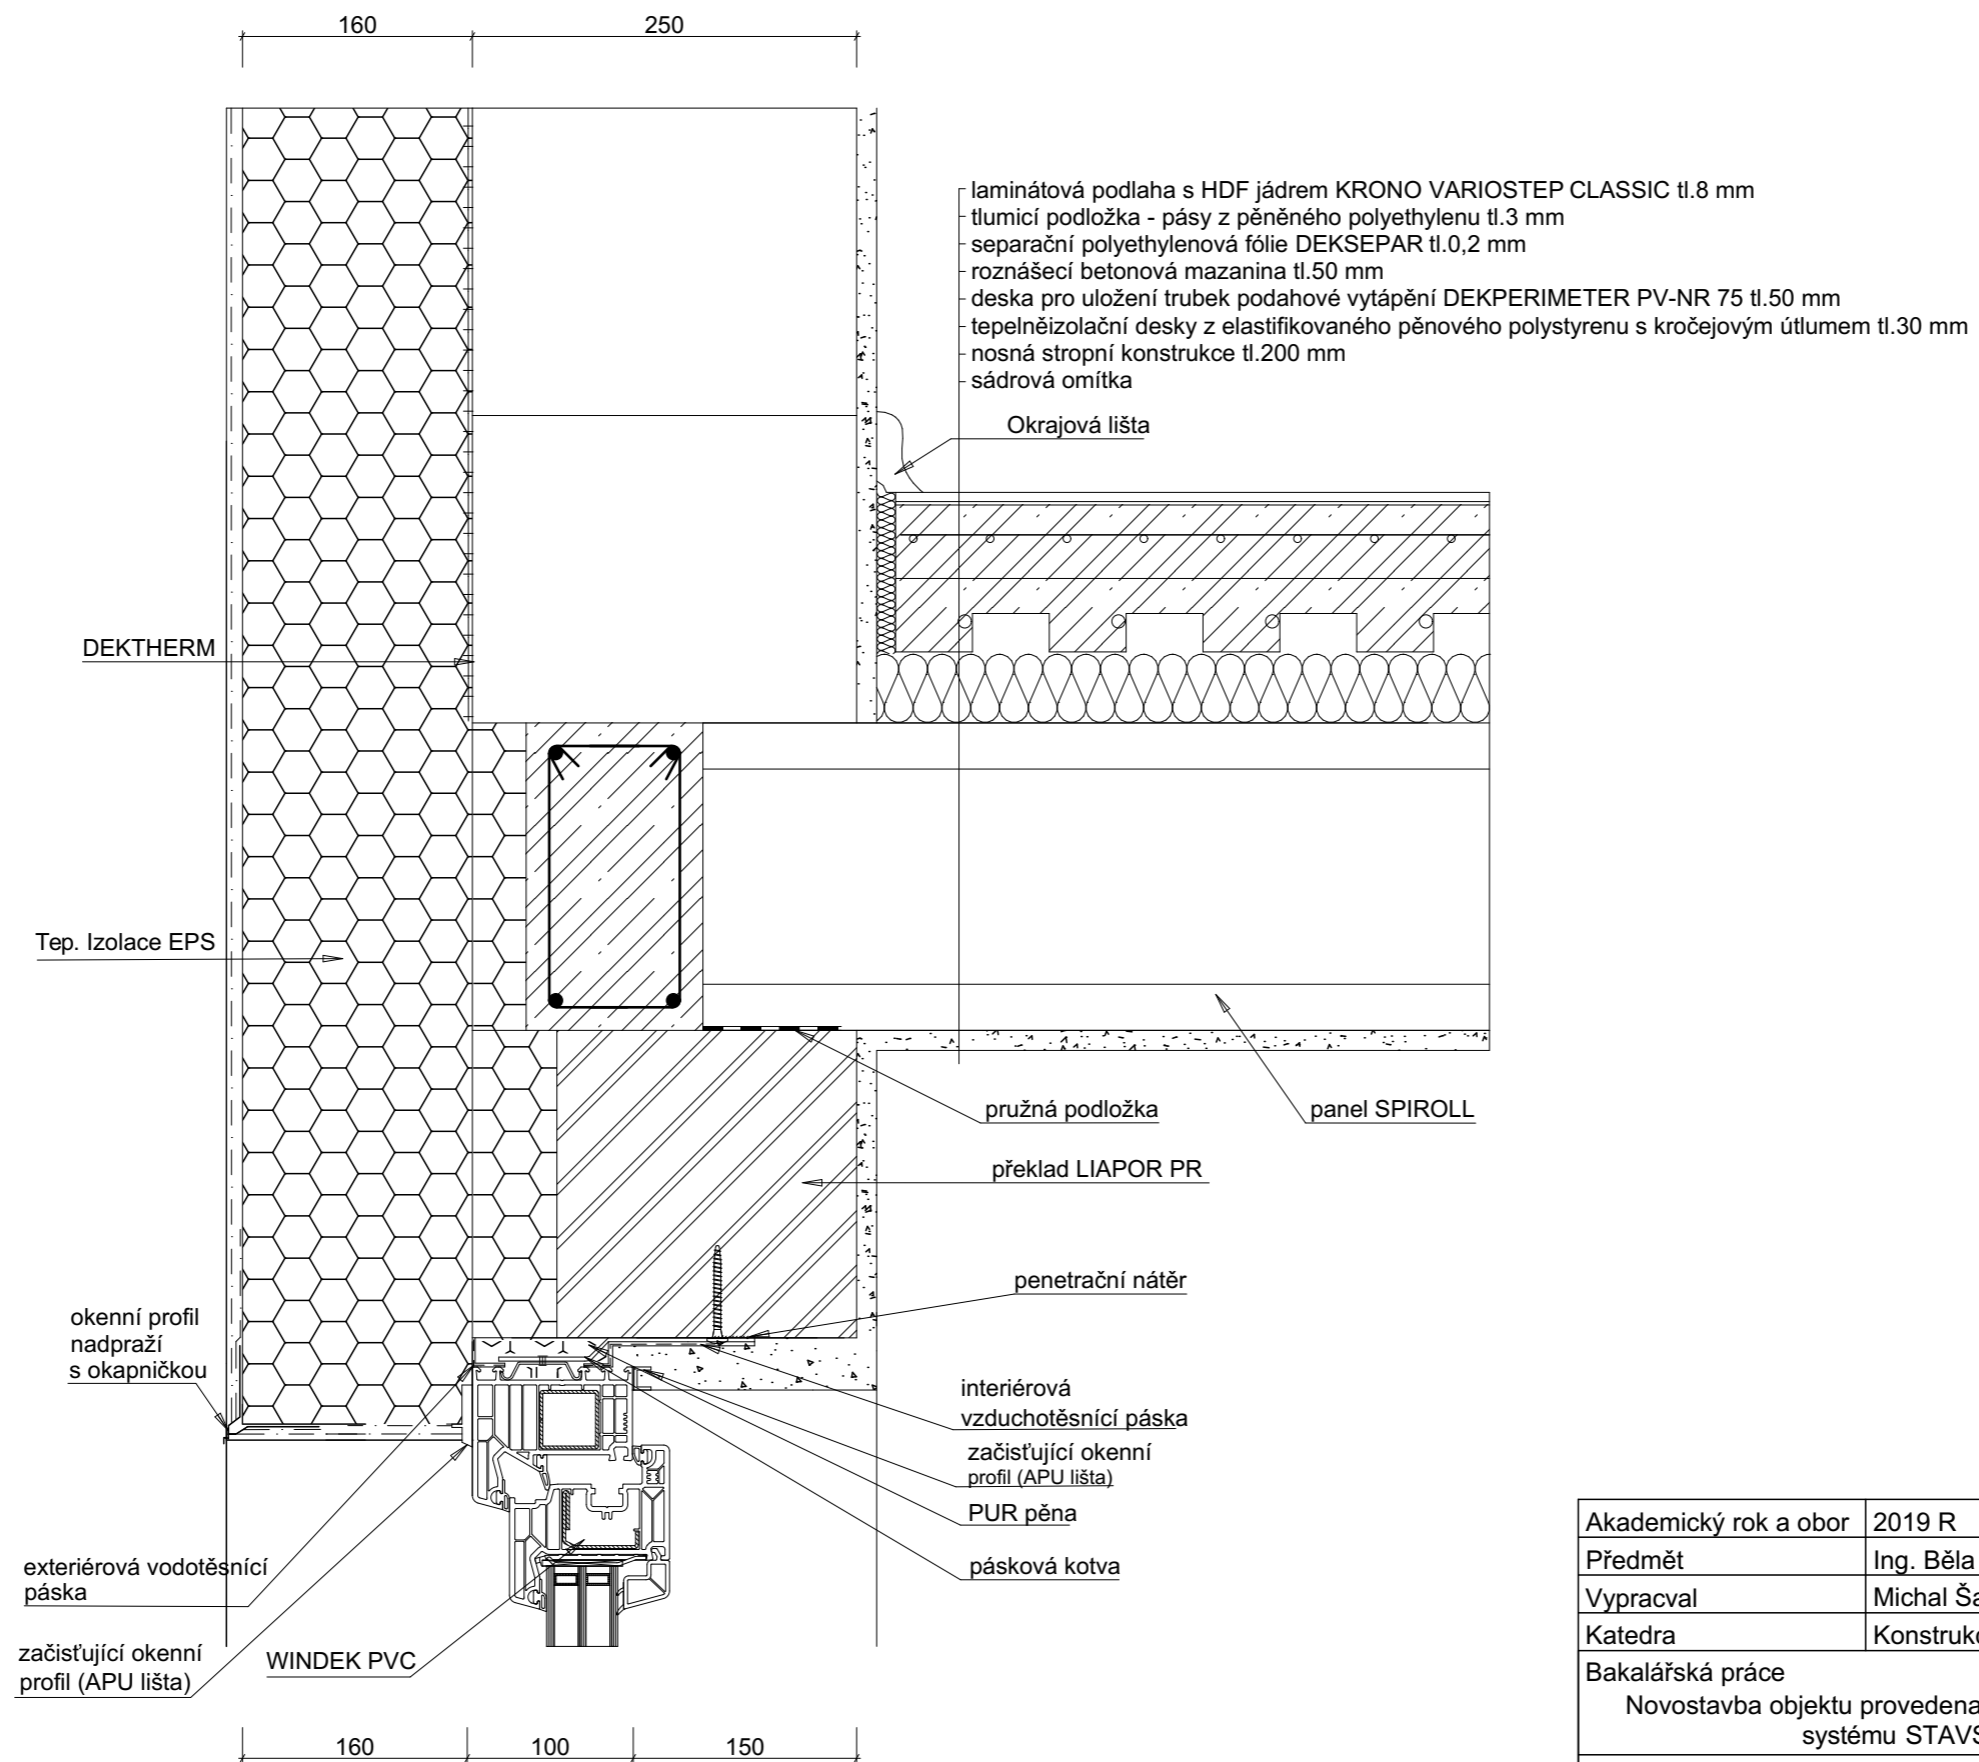 160
250
laminátová podlaha s HDF jádrem KRONO VARIOSTEP CLASSIC tl.8 mm
tlumicí podložka - pásy z pěněného polyethylenu tl.3 mm
separační polyethylenová fólie DEKSEPAR tl.0,2 mm
roznášecí betonová mazanina tl.50 mm
deska pro uložení trubek podahové vytápění DEKPERIMETER PV-NR 75 tl.50 mm
tepelněizolační desky z elastifikovaného pěnového polystyrenu s kročejovým útlumem tl.30 mm
nosná stropní konstrukce tl.200 mm
sádrová omítka
Okrajová lišta
DEKTHERM
Tep. Izolace EPS
pružná podložka
panel SPIROLL
překlad LIAPOR PR
penetrační nátěr
okenní profil
nadpraží
s okapničkou
interiérová
vzduchotěsnící páska
začisťující okenní
profil (APU lišta)
PUR pěna
pásková kotva
exteriérová vodotěsnící
páska
začisťující okenní
profil (APU lišta)
WINDEK PVC
160
100
150
Akademický rok a obor 2019 R
Předmět Ing. Běla
Vypracval Michal
Katedra
Bakalářská práce
Novostavba objektu provedena
systému